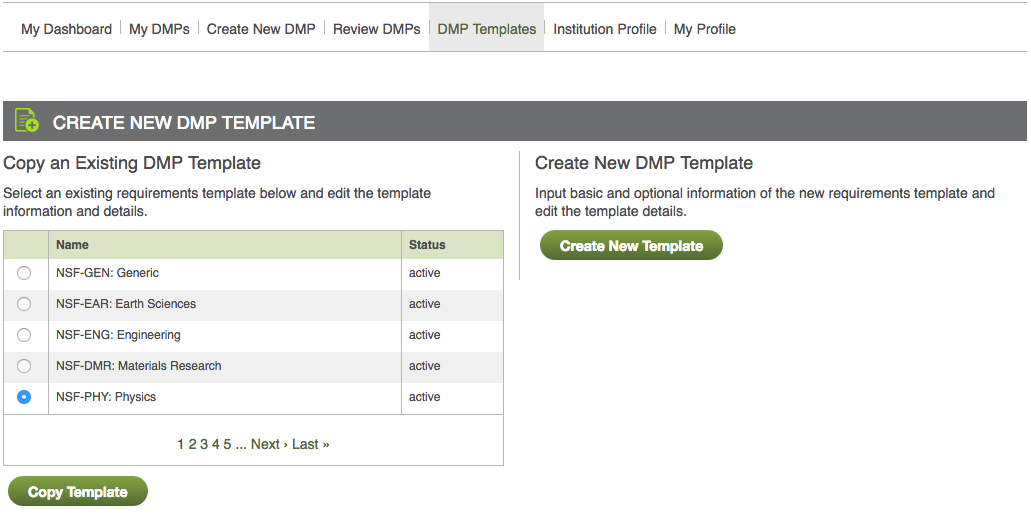 My Dashboard My DMPs Create New DMP Review DMPs DMP Templates Institution Profile My Profile
CREATE NEW DMP TEMPLATE
Copy an Existing DMP Template
Select an existing requirements template below and edit the template
information and details.
Name Status
NSF-GEN: Generic active
NSF-EAR: Earth Sciences active
NSF-ENG: Engineering active
NSF-DMR: Materials Research active
NSF-PHY: Physics active
1 2 3 4 5 ... Next › Last »
Copy Template
Create New DMP Template
Input basic and optional information of the new requirements template and
edit the template details.
Create New Template